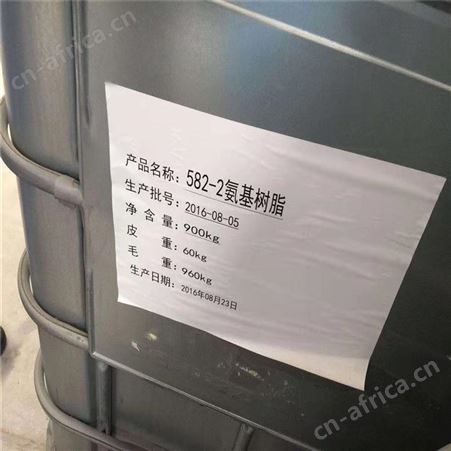 cn-africa.cn
产品名称: 582-2氨基树脂
生产批号: 2016-08-05
净 含 量: 900kg
皮 重: 60kg
毛 重: 960kg
生产日期: 2016年08月23日
cn-africa.cn